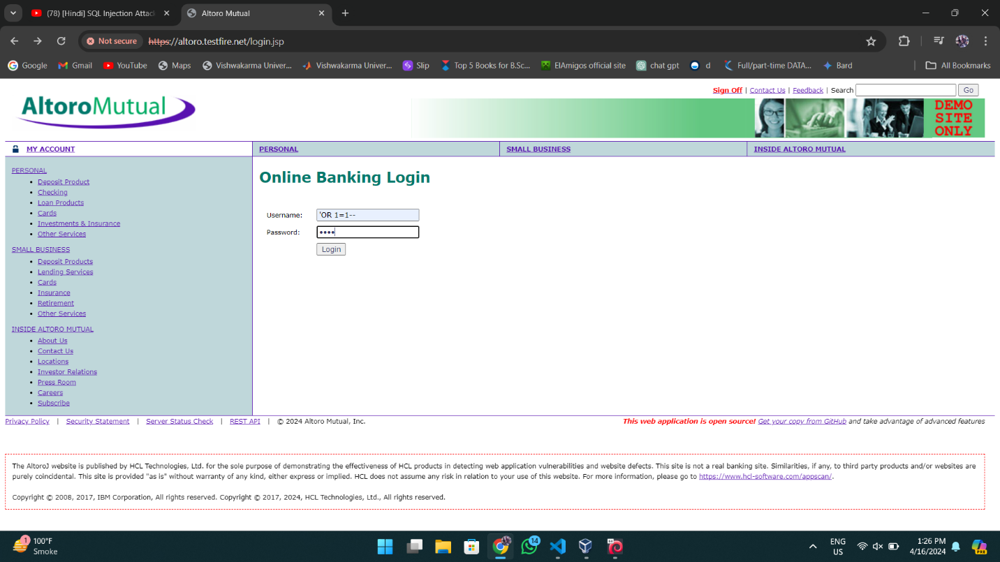 (78) [Hindi] SQL Injection Attac
Altoro Mutual
Not secure
https://altoro.testfire.net/login.jsp
Google
Gmail
YouTube
Maps
Vishwakarma Univer...
Vishwakarma Univer...
Slip
Top 5 Books for B.Sc...
ElAmigos official site
chat gpt
d
Full/part-time DATA...
Bard
All Bookmarks
Sign Off | Contact Us | Feedback | Search
Go
AltoroMutual
DEMO
SITE
ONLY
MY ACCOUNT
PERSONAL
SMALL BUSINESS
INSIDE ALTORO MUTUAL
PERSONAL
Deposit Product
Checking
Loan Products
Cards
Investments & Insurance
Other Services
SMALL BUSINESS
Deposit Products
Lending Services
Cards
Insurance
Retirement
Other Services
INSIDE ALTORO MUTUAL
About Us
Contact Us
Locations
Investor Relations
Press Room
Careers
Subscribe
Online Banking Login
Username: 'OR 1=1--
Password: ••••
Login
Privacy Policy | Security Statement | Server Status Check | REST API | © 2024 Altoro Mutual, Inc.
This web application is open source! Get your copy from GitHub and take advantage of advanced features
The AltoroJ website is published by HCL Technologies, Ltd. for the sole purpose of demonstrating the effectiveness of HCL products in detecting web application vulnerabilities and website defects. This site is not a real banking site. Similarities, if any, to third party products and/or websites are
purely coincidental. This site is provided "as is" without warranty of any kind, either express or implied. HCL does not assume any risk in relation to your use of this website. For more information, please go to https://www.hcl-software.com/appscan/.
Copyright © 2008, 2017, IBM Corporation, All rights reserved. Copyright © 2017, 2024, HCL Technologies, Ltd., All rights reserved.
1
100°F
Smoke
14
ENG
US
1:26 PM
4/16/2024
PRE